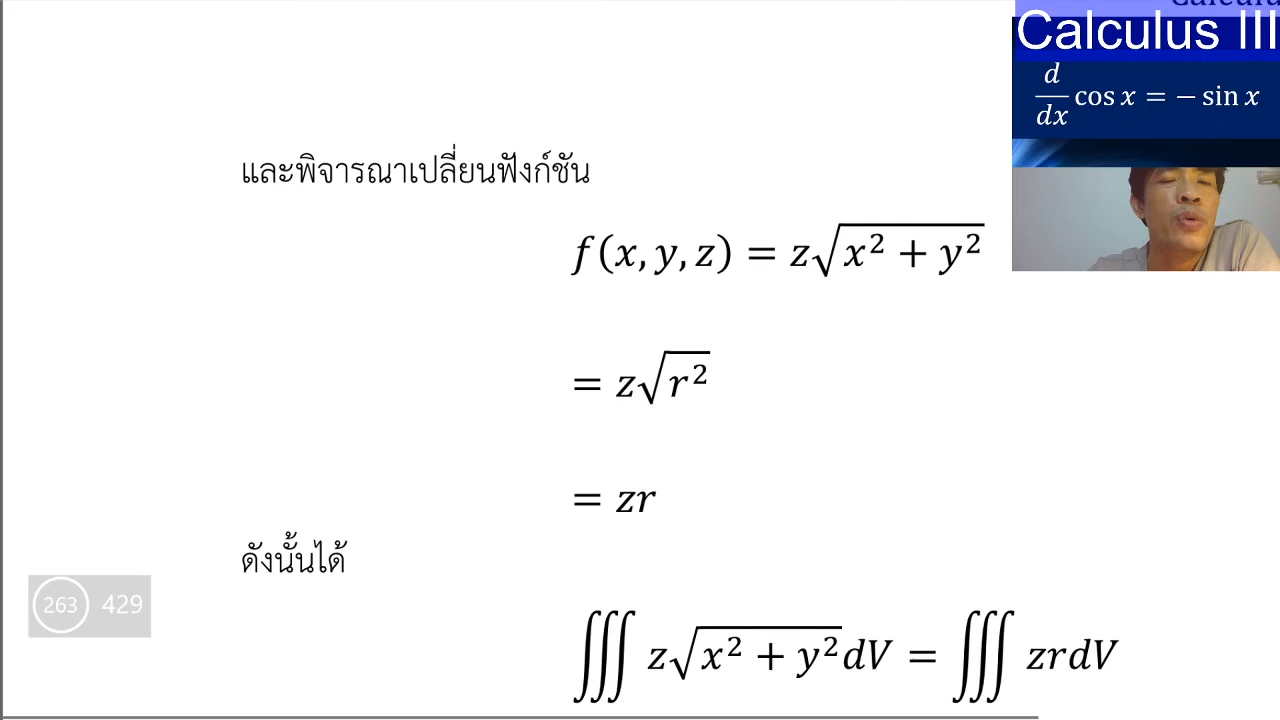 Calculus III
d/dx cos x = − sin x
และพิจารณาเปลี่ยนฟังก์ชัน
f(x, y, z) = z√(x² + y²)
= z√(r²)
= zr
ดังนั้นได้
263 429
∭ z√(x² + y²)dV = ∭ zrdV